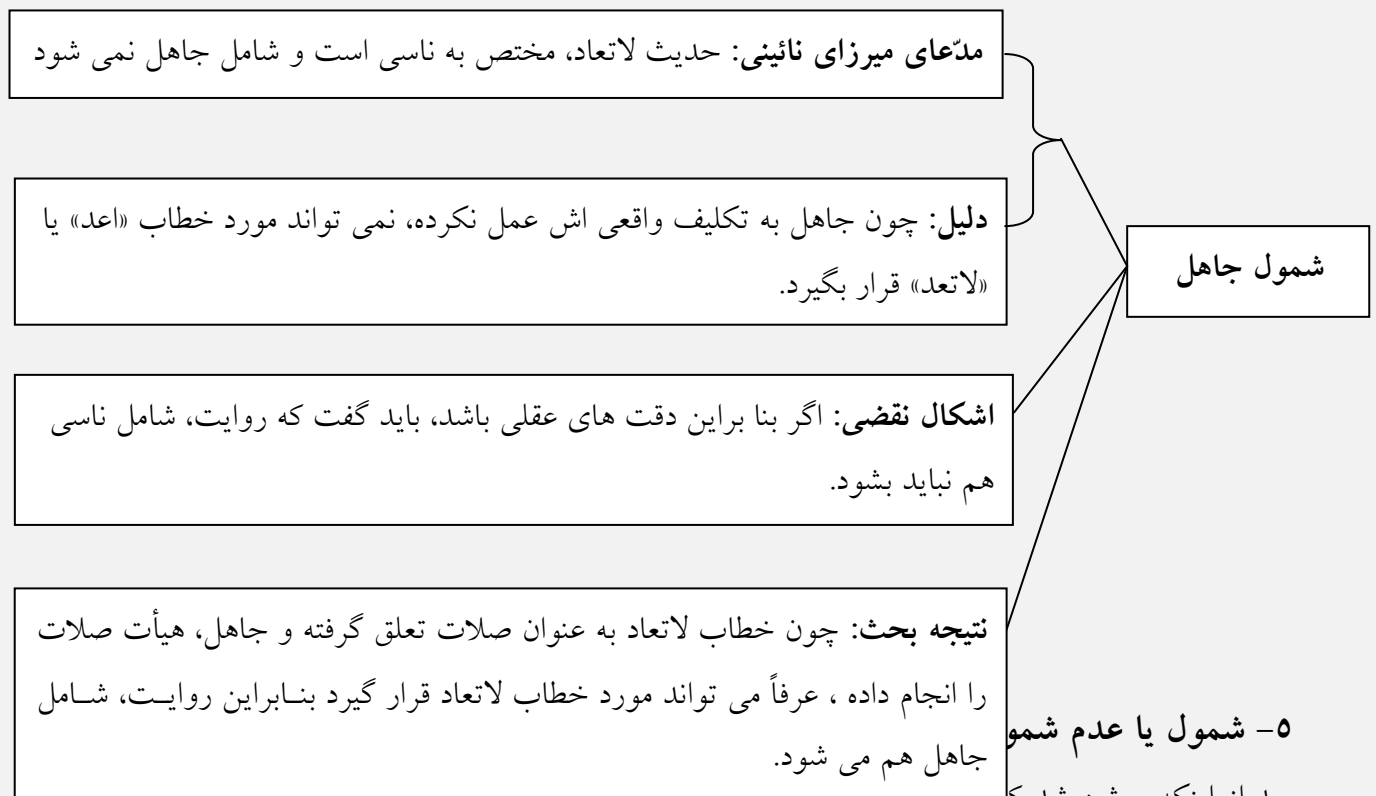 مدّعای میرزای نائینی: حدیث لاتعاد، مختص به ناسی است و شامل جاهل نمی شود
دلیل: چون جاهل به تکلیف واقعی اش عمل نکرده، نمی تواند مورد خطاب «اعد» یا
«لاتعد» قرار بگیرد.
شمول جاهل
اشکال نقضی: اگر بنا براین دقت های عقلی باشد، باید گفت که روایت، شامل ناسی
هم نباید بشود.
نتیجه بحث: چون خطاب لاتعاد به عنوان صلات تعلق گرفته و جاهل، هیأت صلات
را انجام داده ، عرفاً می تواند مورد خطاب لاتعاد قرار گیرد بنـابراین روایـت، شـامل
جاهل هم می شود.
۵- شمول یا عدم شمو